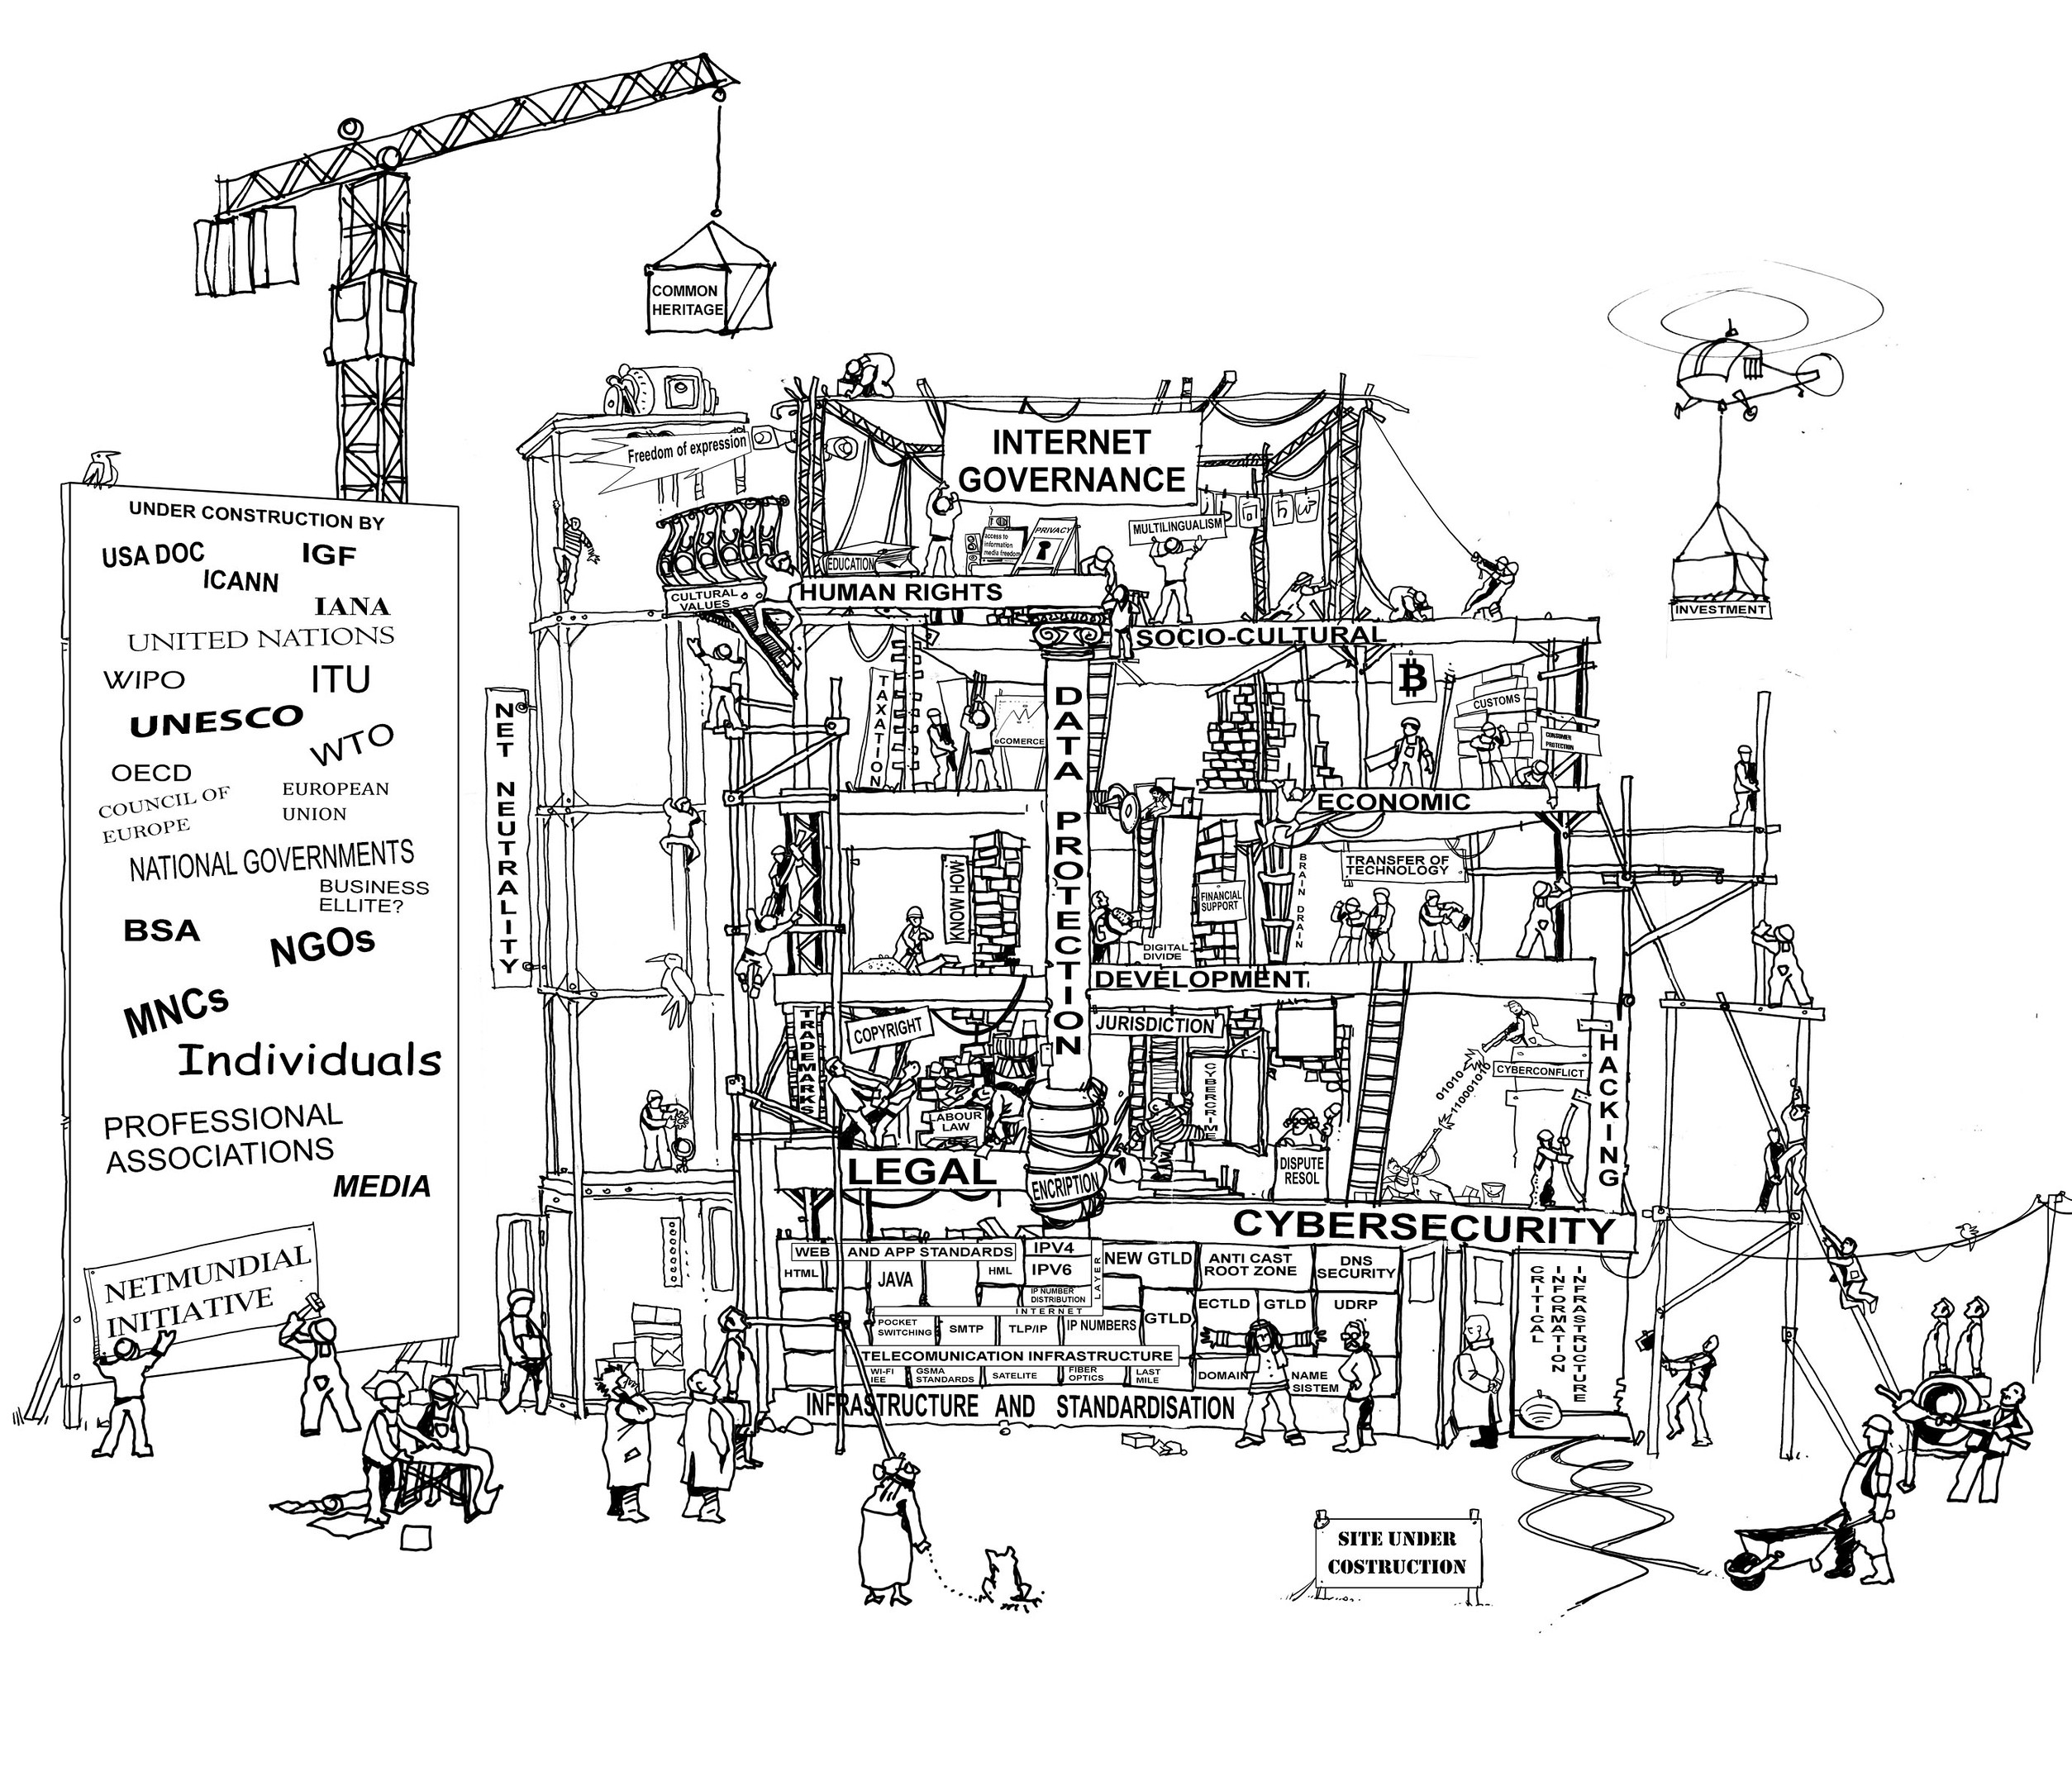 COMMON
HERITAGE
INTERNET
GOVERNANCE
Freedom of expression
UNDER CONSTRUCTION BY
USA DOC
IGF
ICANN
IANA
UNITED NATIONS
WIPO
ITU
UNESCO
WTO
OECD
COUNCIL OF
EUROPE
EUROPEAN
UNION
NATIONAL GOVERNMENTS
BUSINESS
ELLITE?
BSA
NGOs
MNCs
Individuals
PROFESSIONAL
ASSOCIATIONS
MEDIA
NETMUNDIAL
INITIATIVE
NET NEUTRALITY
EDUCATION
access to
information
media freedom
PRIVACY
MULTILINGUALISM
CULTURAL
VALUES
HUMAN RIGHTS
SOCIO-CULTURAL
INVESTMENT
TAXATION
eCOMERCE
DATA PROTECTION
₿
CUSTOMS
CONSUMER
PROTECTION
ECONOMIC
KNOW HOW
DIGITAL
DIVIDE
FINANCIAL
SUPPORT
BRAIN DRAIN
TRANSFER OF
TECHNOLOGY
DEVELOPMENT
TRADEMARKS
COPYRIGHT
LABOUR
LAW
JURISDICTION
CYBERCRIME
DISPUTE
RESOL
01010
110001010
CYBERCONFLICT
HACKING
LEGAL
ENCRIPTION
CYBERSECURITY
WEB AND APP STANDARDS
HTML
JAVA
HML
IPV4
IPV6
IP NUMBER
DISTRIBUTION
INTERNET
LAYER
NEW GTLD
ANTI CAST
ROOT ZONE
DNS
SECURITY
POCKET
SWITCHING
SMTP
TLP/IP
IP NUMBERS
GTLD
ECTLD
GTLD
UDRP
TELECOMUNICATION INFRASTRUCTURE
WI-FI
IEE
GSMA
STANDARDS
SATELITE
FIBER
OPTICS
LAST
MILE
DOMAIN
NAME
SISTEM
INFRASTRUCTURE AND STANDARDISATION
CRITICAL
INFORMATION
INFRASTRUCTURE
SITE UNDER
COSTRUCTION